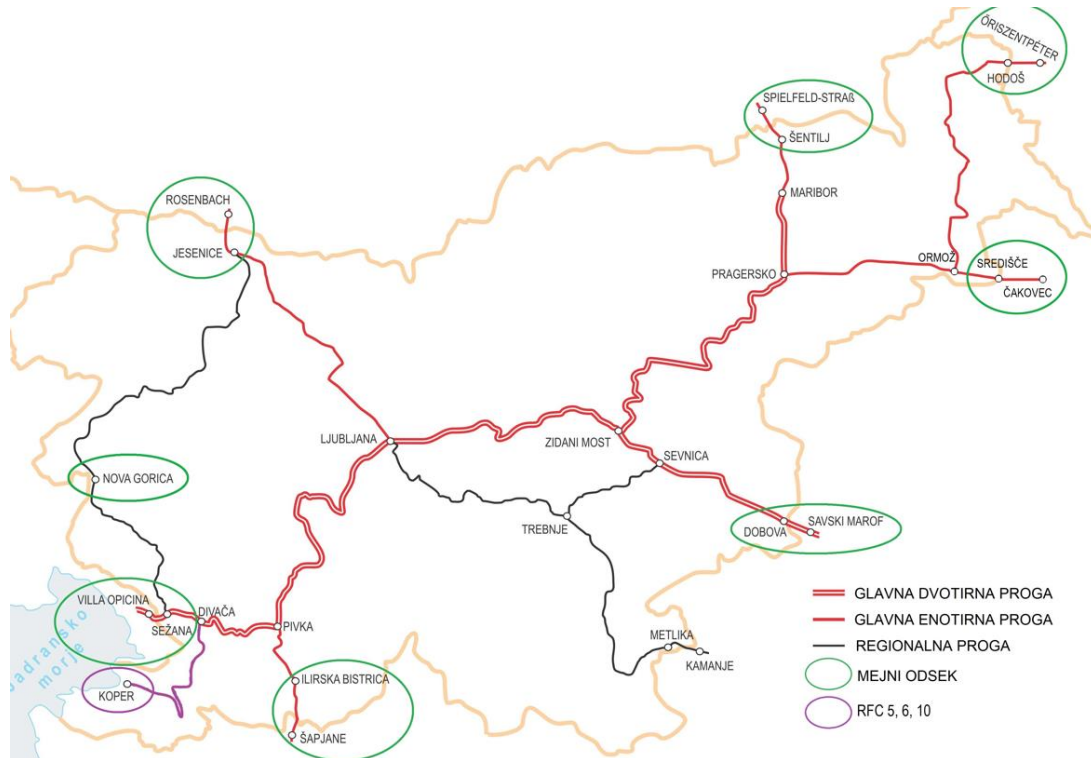 ŐRISZENTPÉTER
HODOŠ
SPIELFELD-STRAß
ŠENTILJ
MARIBOR
ROSENBACH
JESENICE
ORMOŽ
SREDIŠČE
PRAGERSKO
ČAKOVEC
LJUBLJANA
ZIDANI MOST
SEVNICA
NOVA GORICA
TREBNJE
DOBOVA
SAVSKI MAROF
VILLA OPICINA
SEŽANA
DIVAČA
PIVKA
Jadransko
morje
KOPER
ILIRSKA BISTRICA
ŠAPJANE
METLIKA
KAMANJE
GLAVNA DVOTIRNA PROGA
GLAVNA ENOTIRNA PROGA
REGIONALNA PROGA
MEJNI ODSEK
RFC 5, 6, 10